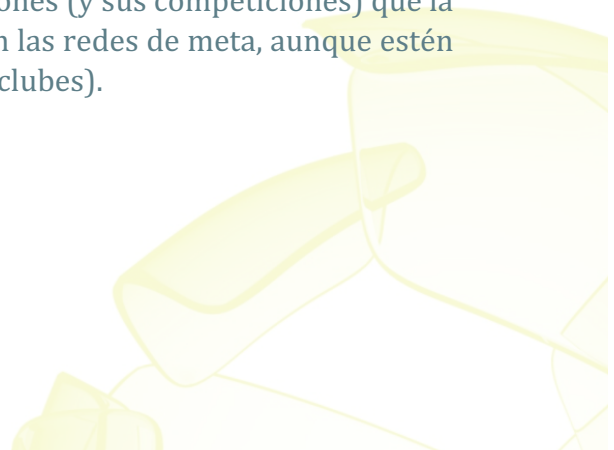 ones (y sus competiciones) que la
n las redes de meta, aunque estén
clubes).